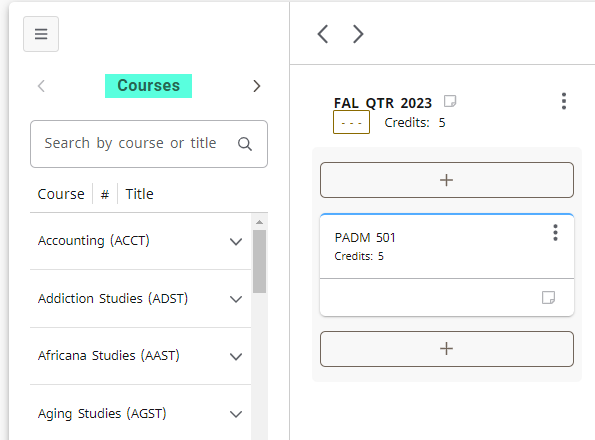 Courses
Search by course or title
Course # Title
Accounting (ACCT)
Addiction Studies (ADST)
Africana Studies (AAST)
Aging Studies (AGST)
FAL QTR 2023
--- Credits: 5
+
PADM 501
Credits: 5
+